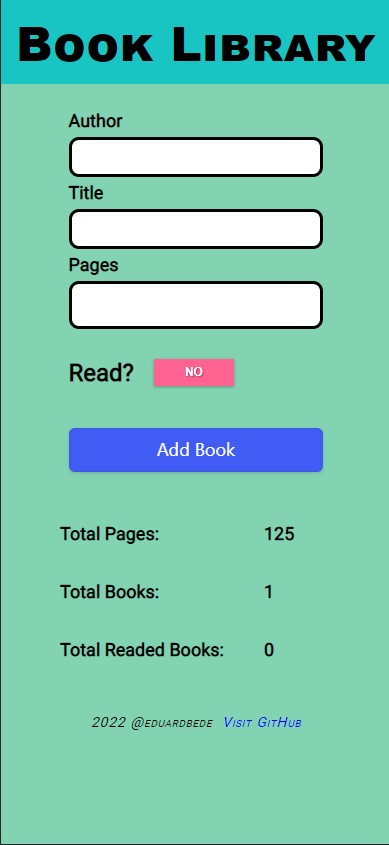 Book Library
Author
Title
Pages
Read? NO
Add Book
Total Pages: 125
Total Books: 1
Total Readed Books: 0
2022 @eduardbede Visit GitHub